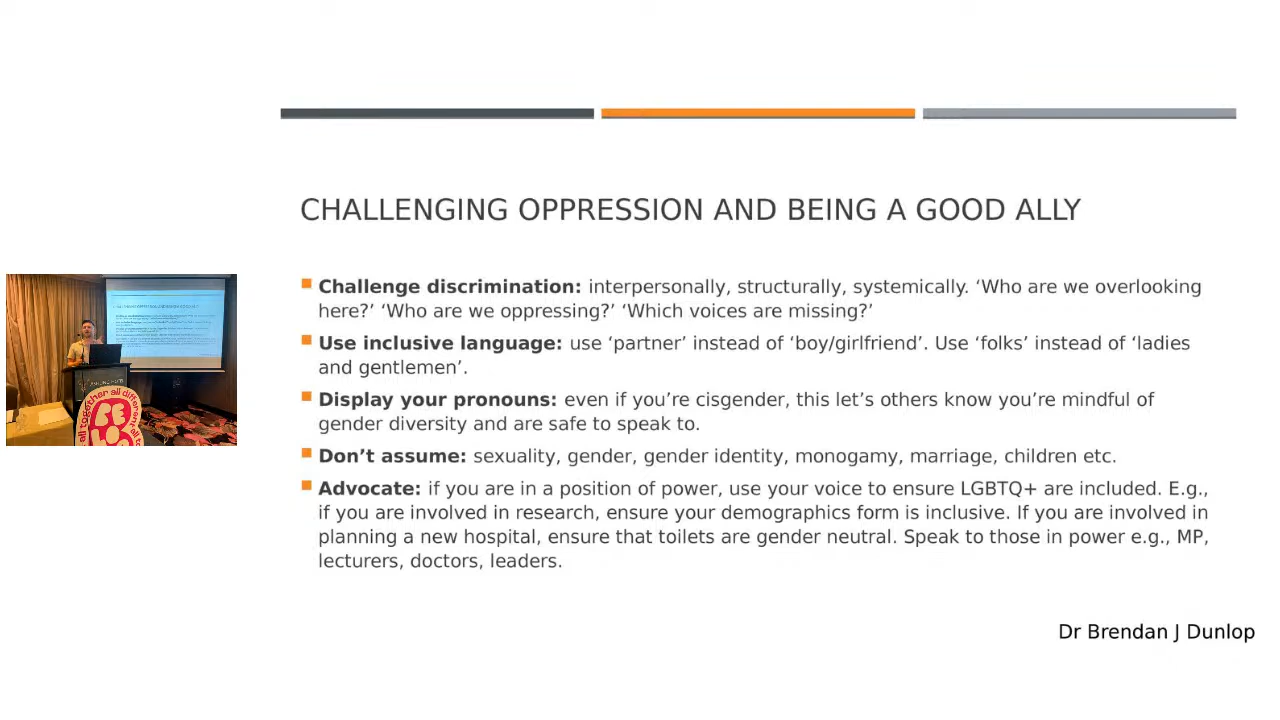 CHALLENGING OPPRESSION AND BEING A GOOD ALLY
Challenge discrimination: interpersonally, structurally, systemically. ‘Who are we overlooking
here?’ ‘Who are we oppressing?’ ‘Which voices are missing?’
Use inclusive language: use ‘partner’ instead of ‘boy/girlfriend’. Use ‘folks’ instead of ‘ladies
and gentlemen’.
Display your pronouns: even if you’re cisgender, this let’s others know you’re mindful of
gender diversity and are safe to speak to.
Don’t assume: sexuality, gender, gender identity, monogamy, marriage, children etc.
Advocate: if you are in a position of power, use your voice to ensure LGBTQ+ are included. E.g.,
if you are involved in research, ensure your demographics form is inclusive. If you are involved in
planning a new hospital, ensure that toilets are gender neutral. Speak to those in power e.g., MP,
lecturers, doctors, leaders.
all together all different all
BE
Dr Brendan J Dunlop